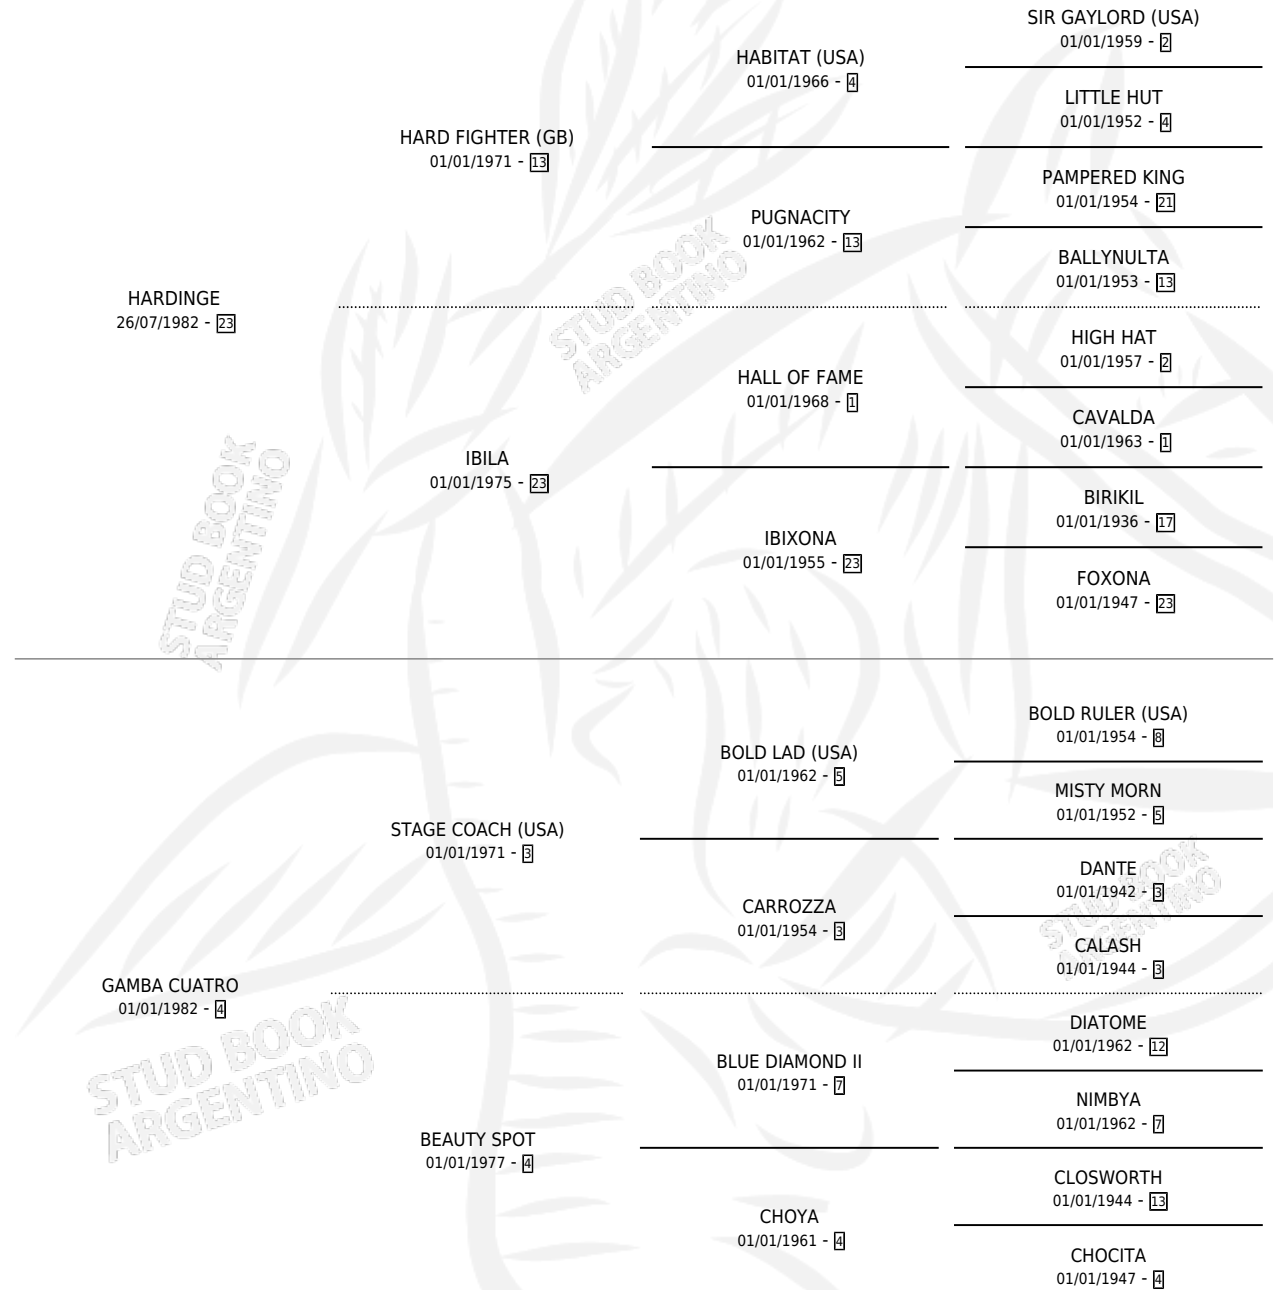 SIR GAYLORD (USA)
01/01/1959 - 2
HABITAT (USA)
01/01/1966 - 4
LITTLE HUT
01/01/1952 - 4
HARD FIGHTER (GB)
01/01/1971 - 13
PAMPERED KING
01/01/1954 - 21
PUGNACITY
01/01/1962 - 13
BALLYNULTA
01/01/1953 - 13
HARDINGE
26/07/1982 - 23
STUD BOOK
ARGENTINO
HIGH HAT
01/01/1957 - 2
HALL OF FAME
01/01/1968 - 1
CAVALDA
01/01/1963 - 1
IBILA
01/01/1975 - 23
BIRIKIL
01/01/1936 - 17
IBIXONA
01/01/1955 - 23
FOXONA
01/01/1947 - 23
STUD BOOK
ARGENTINO
BOLD RULER (USA)
01/01/1954 - 8
BOLD LAD (USA)
01/01/1962 - 5
MISTY MORN
01/01/1952 - 5
STAGE COACH (USA)
01/01/1971 - 3
DANTE
01/01/1942 - 3
CARROZZA
01/01/1954 - 3
CALASH
01/01/1944 - 3
STUD BOOK
ARGENTINO
GAMBA CUATRO
01/01/1982 - 4
STUD BOOK
ARGENTINO
DIATOME
01/01/1962 - 12
BLUE DIAMOND II
01/01/1971 - 7
NIMBYA
01/01/1962 - 7
BEAUTY SPOT
01/01/1977 - 4
CLOSWORTH
01/01/1944 - 13
CHOYA
01/01/1961 - 4
CHOCITA
01/01/1947 - 4